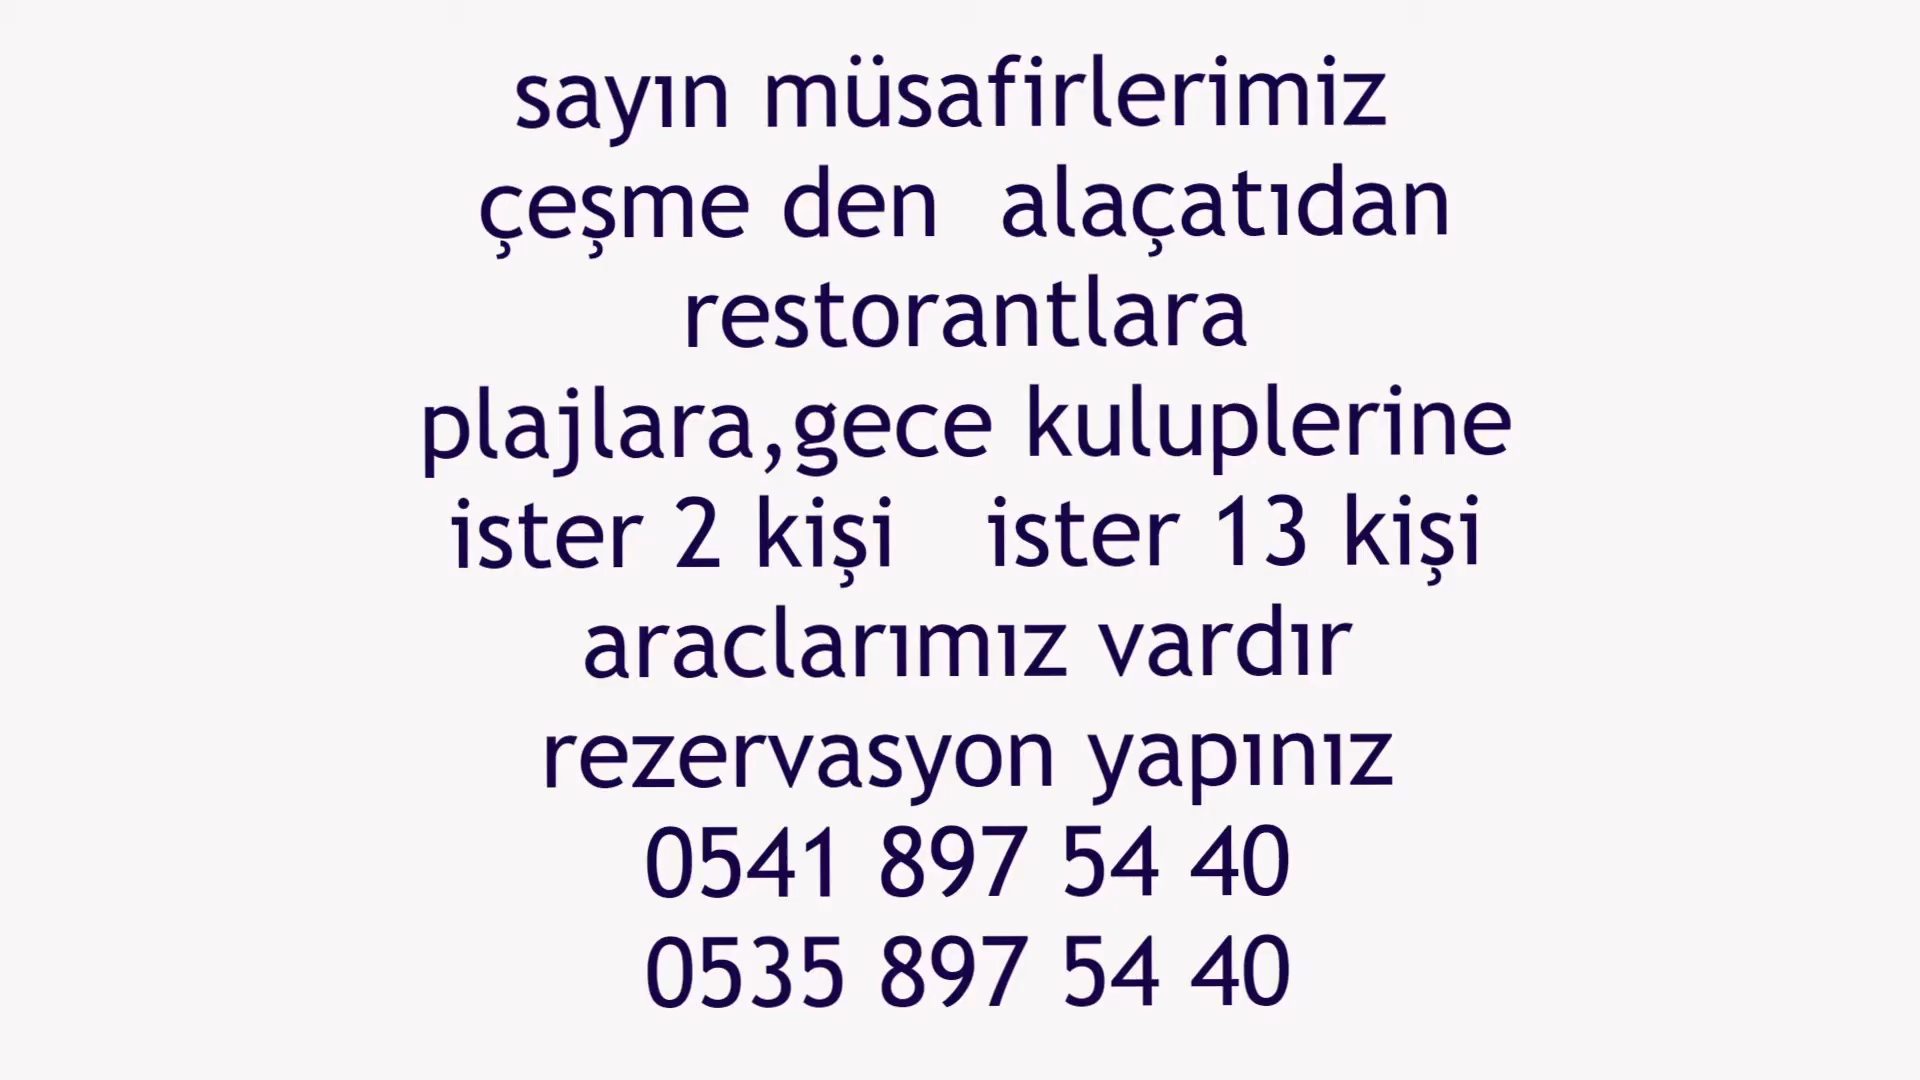 sayın müsafirlerimiz
çeşme den  alaçatıdan
restorantlara
plajlara,gece kuluplerine
ister 2 kişi   ister 13 kişi
araclarımız vardır
rezervasyon yapınız
0541 897 54 40
0535 897 54 40